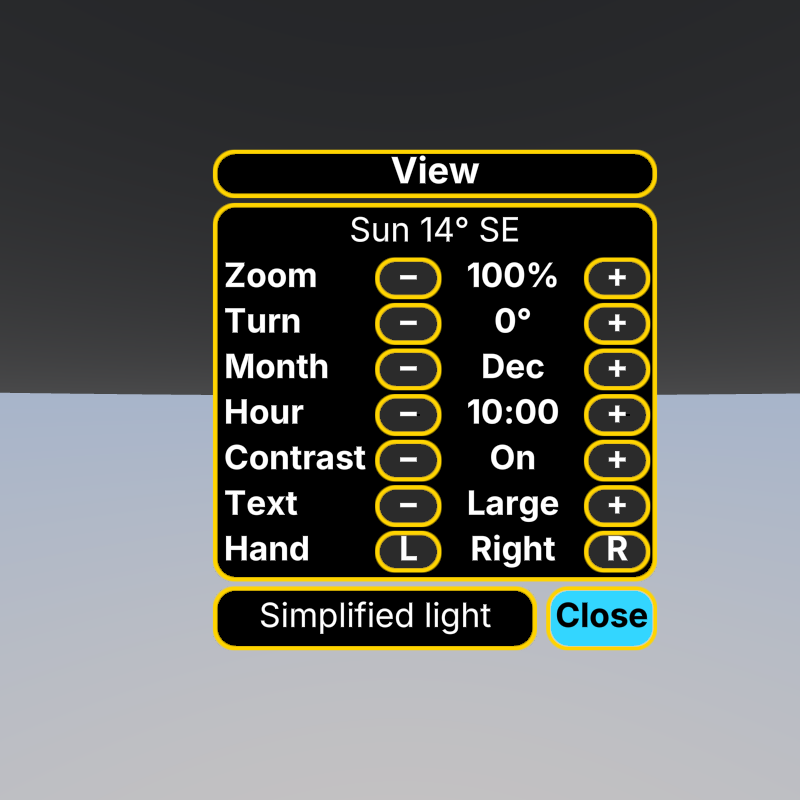 View
Sun 14° SE
Zoom − 100% +
Turn − 0° +
Month − Dec +
Hour − 10:00 +
Contrast − On +
Text − Large +
Hand L Right R
Simplified light Close